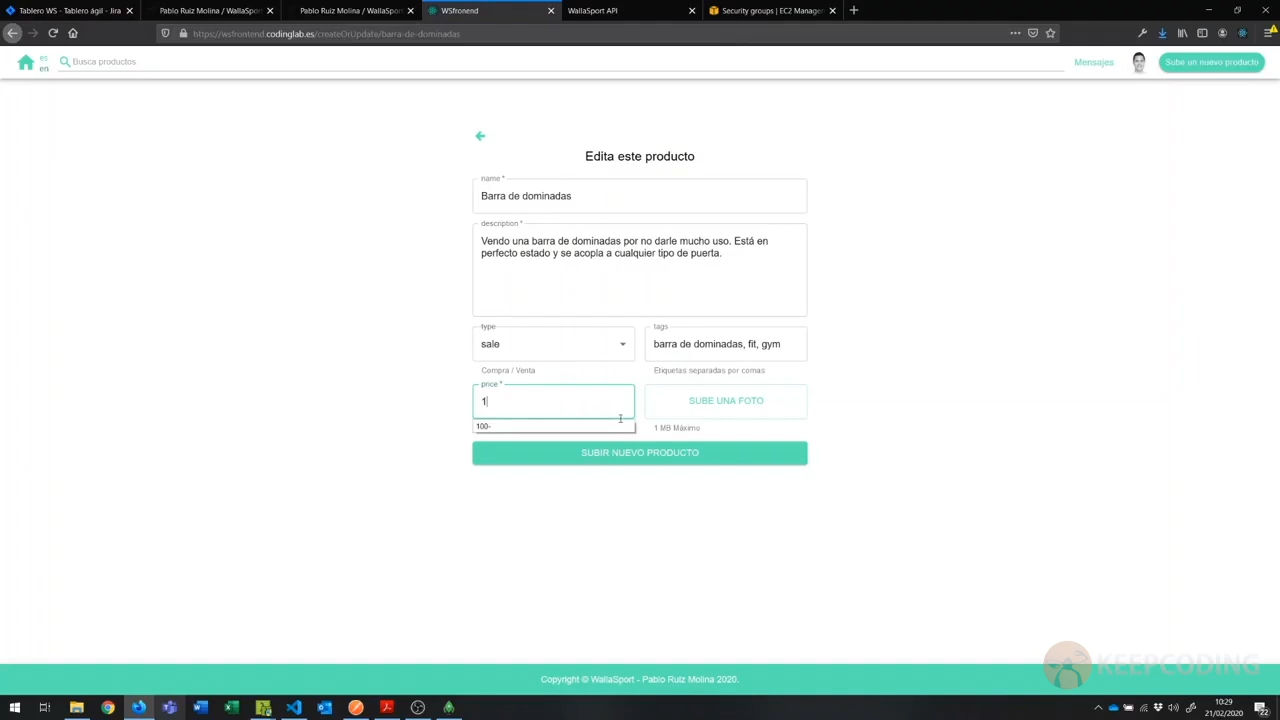 Tablero WS - Tablero ágil - Jira
Pablo Ruiz Molina / WallaSport
Pablo Ruiz Molina / WallaSport
WSfronend
WallaSport API
Security groups | EC2 Manager
https://wsfrontend.codinglab.es/createOrUpdate/barra-de-dominadas
es
en
Busca productos
Mensajes
Sube un nuevo producto
Edita este producto
name *
Barra de dominadas
description *
Vendo una barra de dominadas por no darle mucho uso. Está en
perfecto estado y se acopla a cualquier tipo de puerta.
type
sale
Compra / Venta
tags
barra de dominadas, fit, gym
Etiquetas separadas por comas
price *
1
100-
SUBE UNA FOTO
1 MB Máximo
SUBIR NUEVO PRODUCTO
KEEPCODING
Copyright © WallaSport - Pablo Ruiz Molina 2020.
10:29
21/02/2020
22